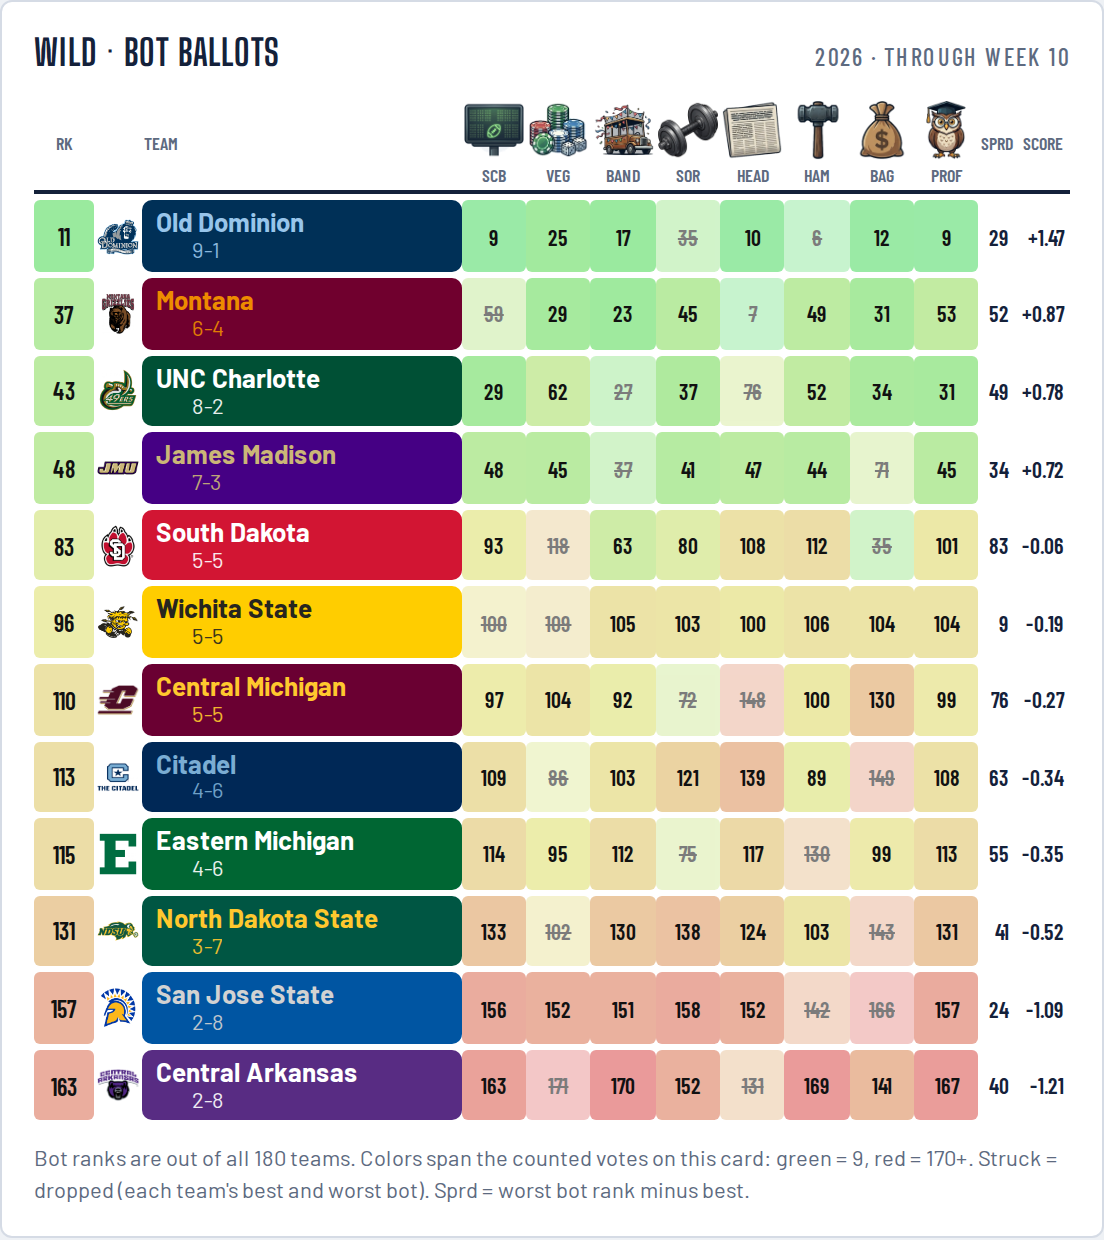 WILD · BOT BALLOTS
2026 · THROUGH WEEK 10
RK TEAM SCB VEG BAND SOR HEAD HAM BAG PROF SPRD SCORE
11 Old Dominion 9 25 17 35 10 6 12 9 29 +1.47
9-1
37 Montana 59 29 23 45 7 49 31 53 52 +0.87
6-4
43 UNC Charlotte 29 62 27 37 76 52 34 31 49 +0.78
8-2
48 JMU James Madison 48 45 37 41 47 44 71 45 34 +0.72
7-3
83 South Dakota 93 118 63 80 108 112 35 101 83 -0.06
5-5
96 Wichita State 100 109 105 103 100 106 104 104 9 -0.19
5-5
110 C Central Michigan 97 104 92 72 148 100 130 99 76 -0.27
5-5
113 C THE CITADEL Citadel 109 86 103 121 139 89 149 108 63 -0.34
4-6
115 E Eastern Michigan 114 95 112 75 117 130 99 113 55 -0.35
4-6
131 NDSU North Dakota State 133 102 130 138 124 103 143 131 41 -0.52
3-7
157 San Jose State 156 152 151 158 152 142 166 157 24 -1.09
2-8
163 CENTRAL ARKANSAS Central Arkansas 163 171 170 152 131 169 141 167 40 -1.21
2-8
Bot ranks are out of all 180 teams. Colors span the counted votes on this card: green = 9, red = 170+. Struck =
dropped (each team's best and worst bot). Sprd = worst bot rank minus best.